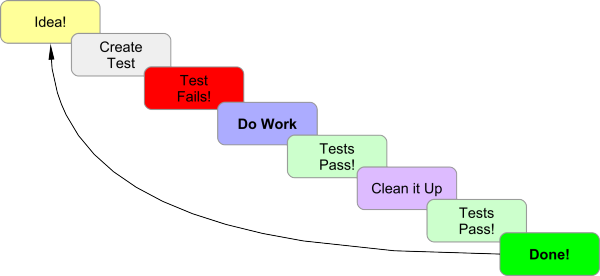 Idea!
Create
Test
Test
Fails!
Do Work
Tests
Pass!
Clean it Up
Tests
Pass!
Done!